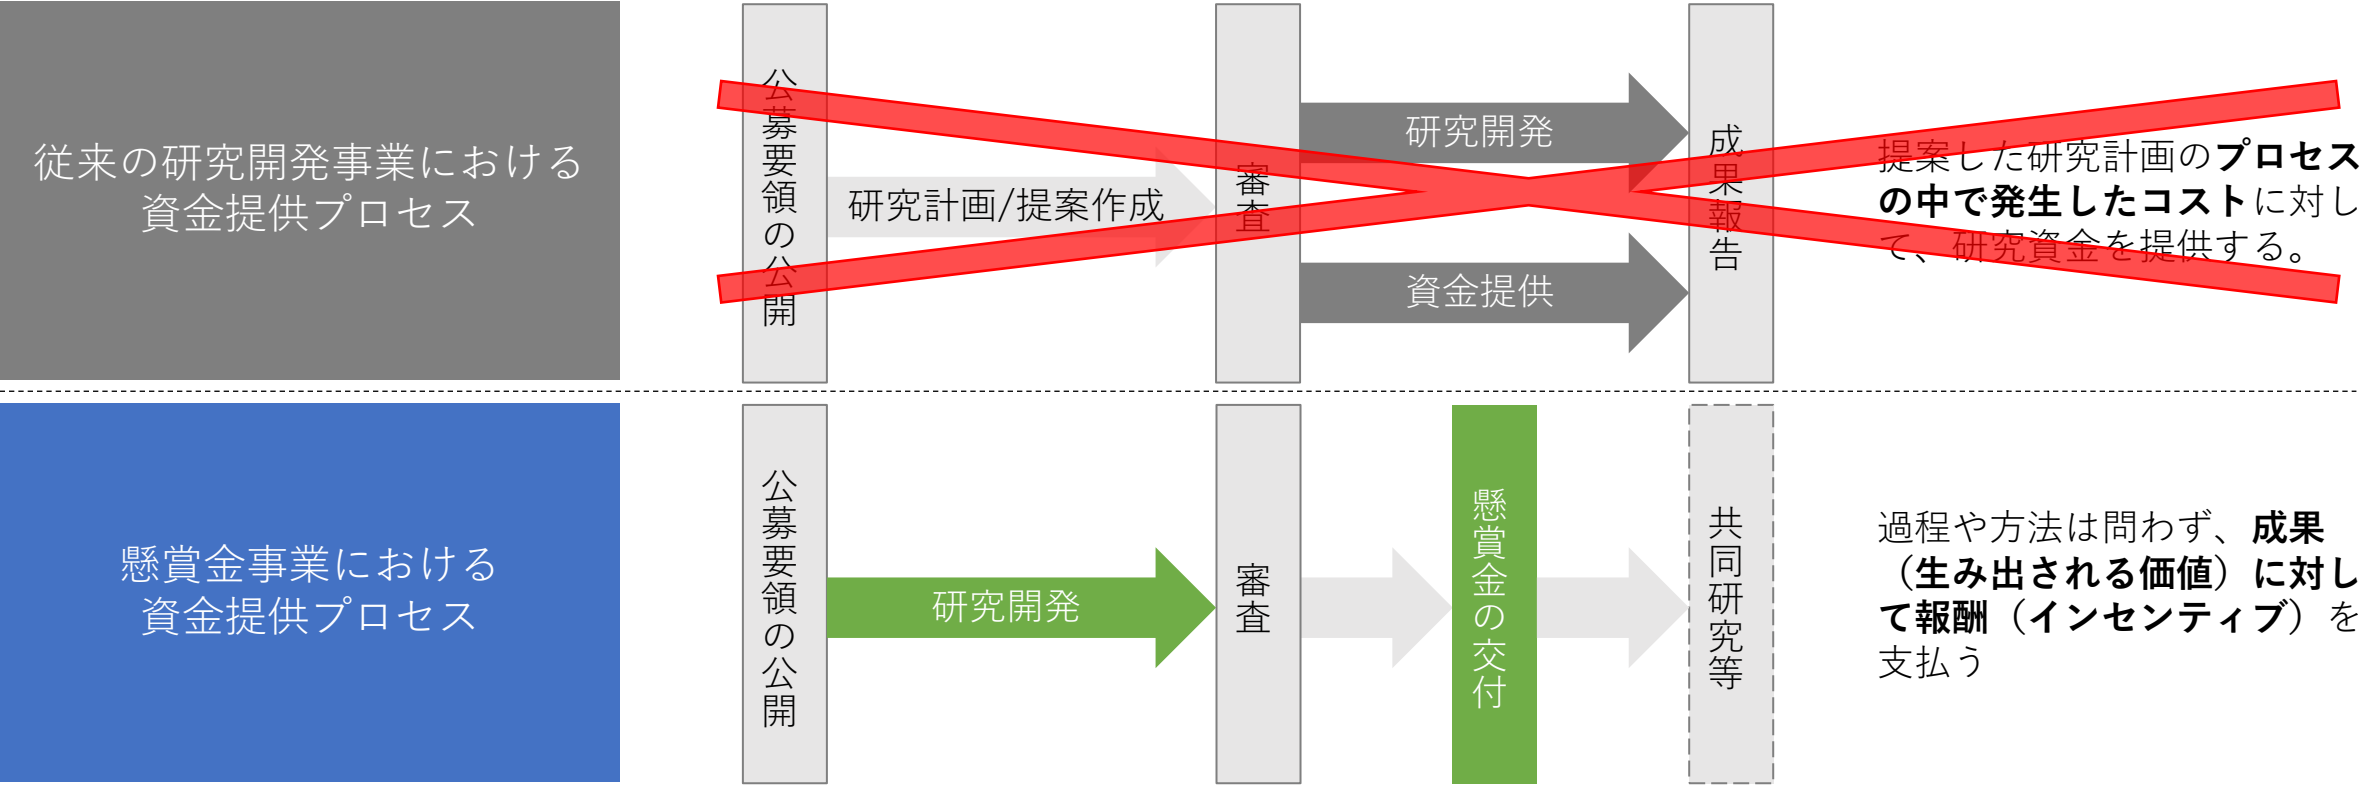 従来の研究開発事業における
資金提供プロセス
公募要領の公開
研究計画/提案作成
審査
研究開発
資金提供
成果報告
提案した研究計画のプロセス
の中で発生したコストに対し
て、研究資金を提供する。
懸賞金事業における
資金提供プロセス
公募要領の公開
研究開発
審査
懸賞金の交付
共同研究等
過程や方法は問わず、成果
（生み出される価値）に対し
て報酬（インセンティブ）を
支払う